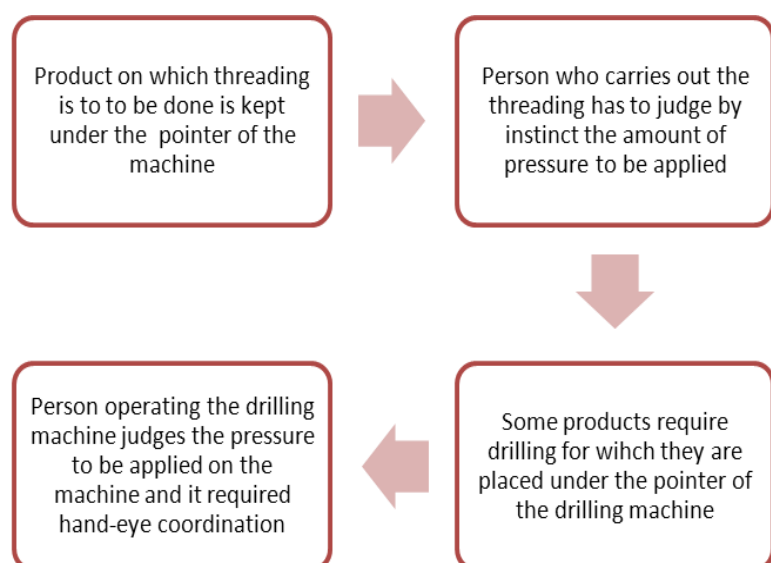 Product on which threading
is to to be done is kept
under the pointer of the
machine
Person who carries out the
threading has to judge by
instinct the amount of
pressure to be applied
Some products require
drilling for wihch they are
placed under the pointer of
the drilling machine
Person operating the drilling
machine judges the pressure
to be applied on the
machine and it required
hand-eye coordination